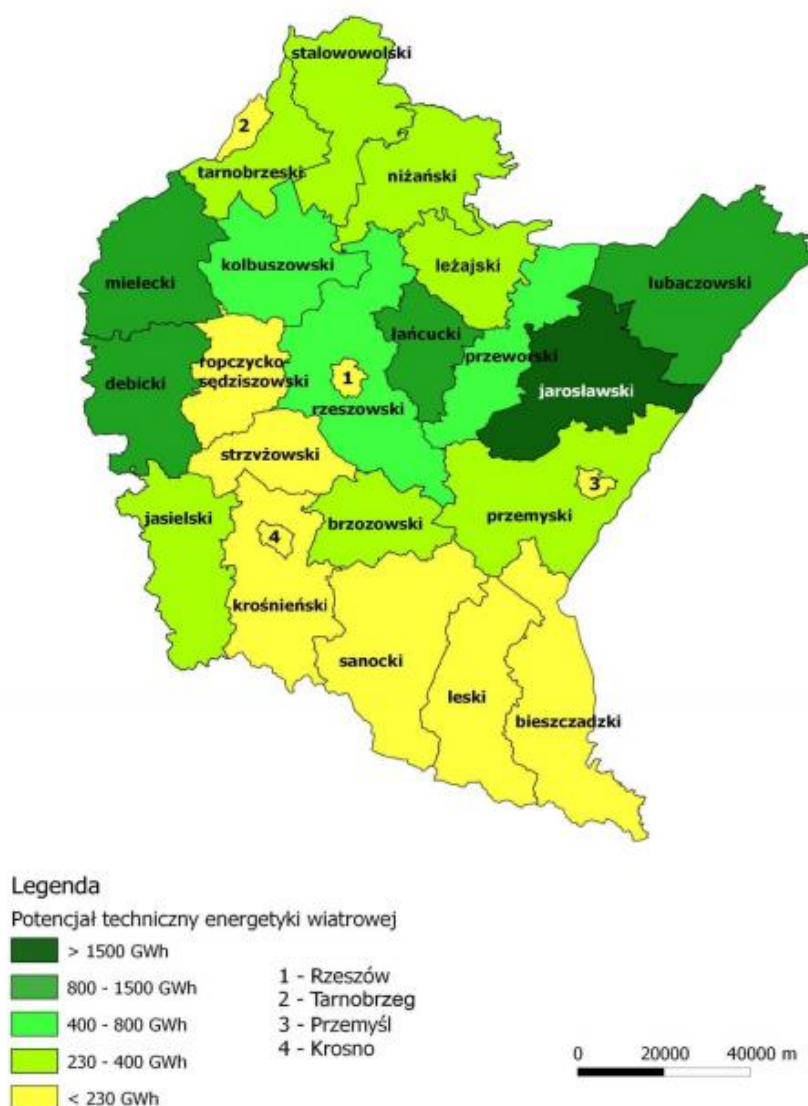 stalowowolski
2
tarnobrzeski
niżański
kolbuszowski
leżajski
mielecki
lubaczowski
łańcucki
ropczycko-
sędziszowski
debicki
przeworski
1
jarosławski
rzeszowski
strzyżowski
3
jasielski
brzozowski
przemyski
4
krośnieński
sanocki
leski
bieszczadzki
Legenda
Potencjał techniczny energetyki wiatrowej
> 1500 GWh
800 - 1500 GWh
400 - 800 GWh
230 - 400 GWh
< 230 GWh
1 - Rzeszów
2 - Tarnobrzeg
3 - Przemyśl
4 - Krosno
0 20000 40000 m